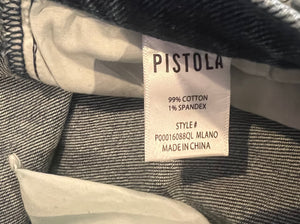 PISTOLA
99% COTTON
1% SPANDEX
STYLE#
P00016088QL MLANO
MADE IN CHINA